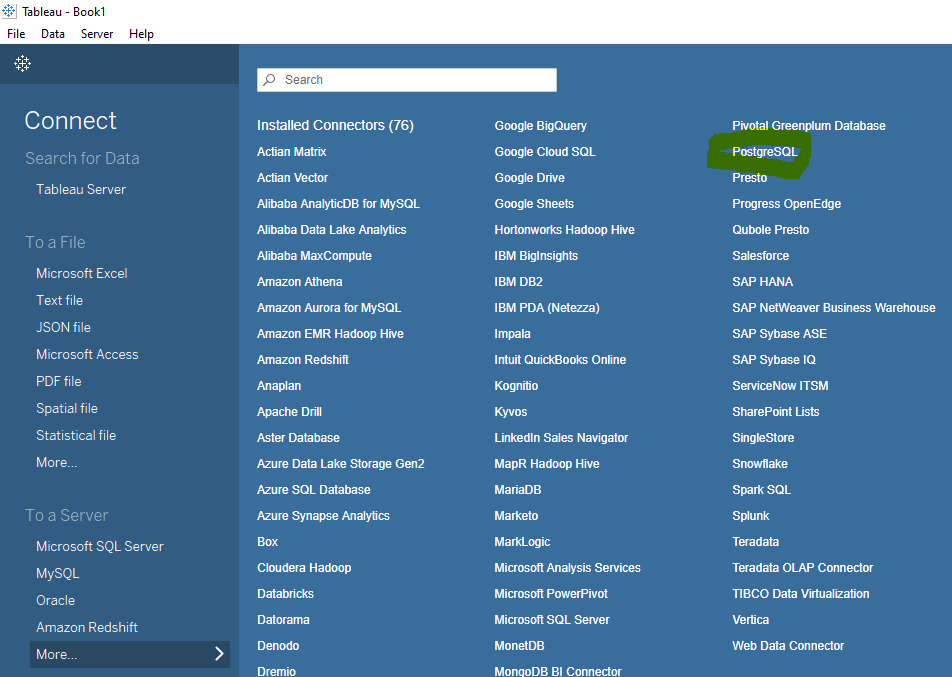 Tableau - Book1
File Data Server Help
Connect
Search for Data
Tableau Server
To a File
Microsoft Excel
Text file
JSON file
Microsoft Access
PDF file
Spatial file
Statistical file
More...
To a Server
Microsoft SQL Server
MySQL
Oracle
Amazon Redshift
More...
Search
Installed Connectors (76)
Actian Matrix
Actian Vector
Alibaba AnalyticDB for MySQL
Alibaba Data Lake Analytics
Alibaba MaxCompute
Amazon Athena
Amazon Aurora for MySQL
Amazon EMR Hadoop Hive
Amazon Redshift
Anaplan
Apache Drill
Aster Database
Azure Data Lake Storage Gen2
Azure SQL Database
Azure Synapse Analytics
Box
Cloudera Hadoop
Databricks
Datorama
Denodo
Dremio
Google BigQuery
Google Cloud SQL
Google Drive
Google Sheets
Hortonworks Hadoop Hive
IBM BigInsights
IBM DB2
IBM PDA (Netezza)
Impala
Intuit QuickBooks Online
Kognitio
Kyvos
LinkedIn Sales Navigator
MapR Hadoop Hive
MariaDB
Marketo
MarkLogic
Microsoft Analysis Services
Microsoft PowerPivot
Microsoft SQL Server
MonetDB
MongoDB BI Connector
Pivotal Greenplum Database
PostgreSQL
Presto
Progress OpenEdge
Qubole Presto
Salesforce
SAP HANA
SAP NetWeaver Business Warehouse
SAP Sybase ASE
SAP Sybase IQ
ServiceNow ITSM
SharePoint Lists
SingleStore
Snowflake
Spark SQL
Splunk
Teradata
Teradata OLAP Connector
TIBCO Data Virtualization
Vertica
Web Data Connector